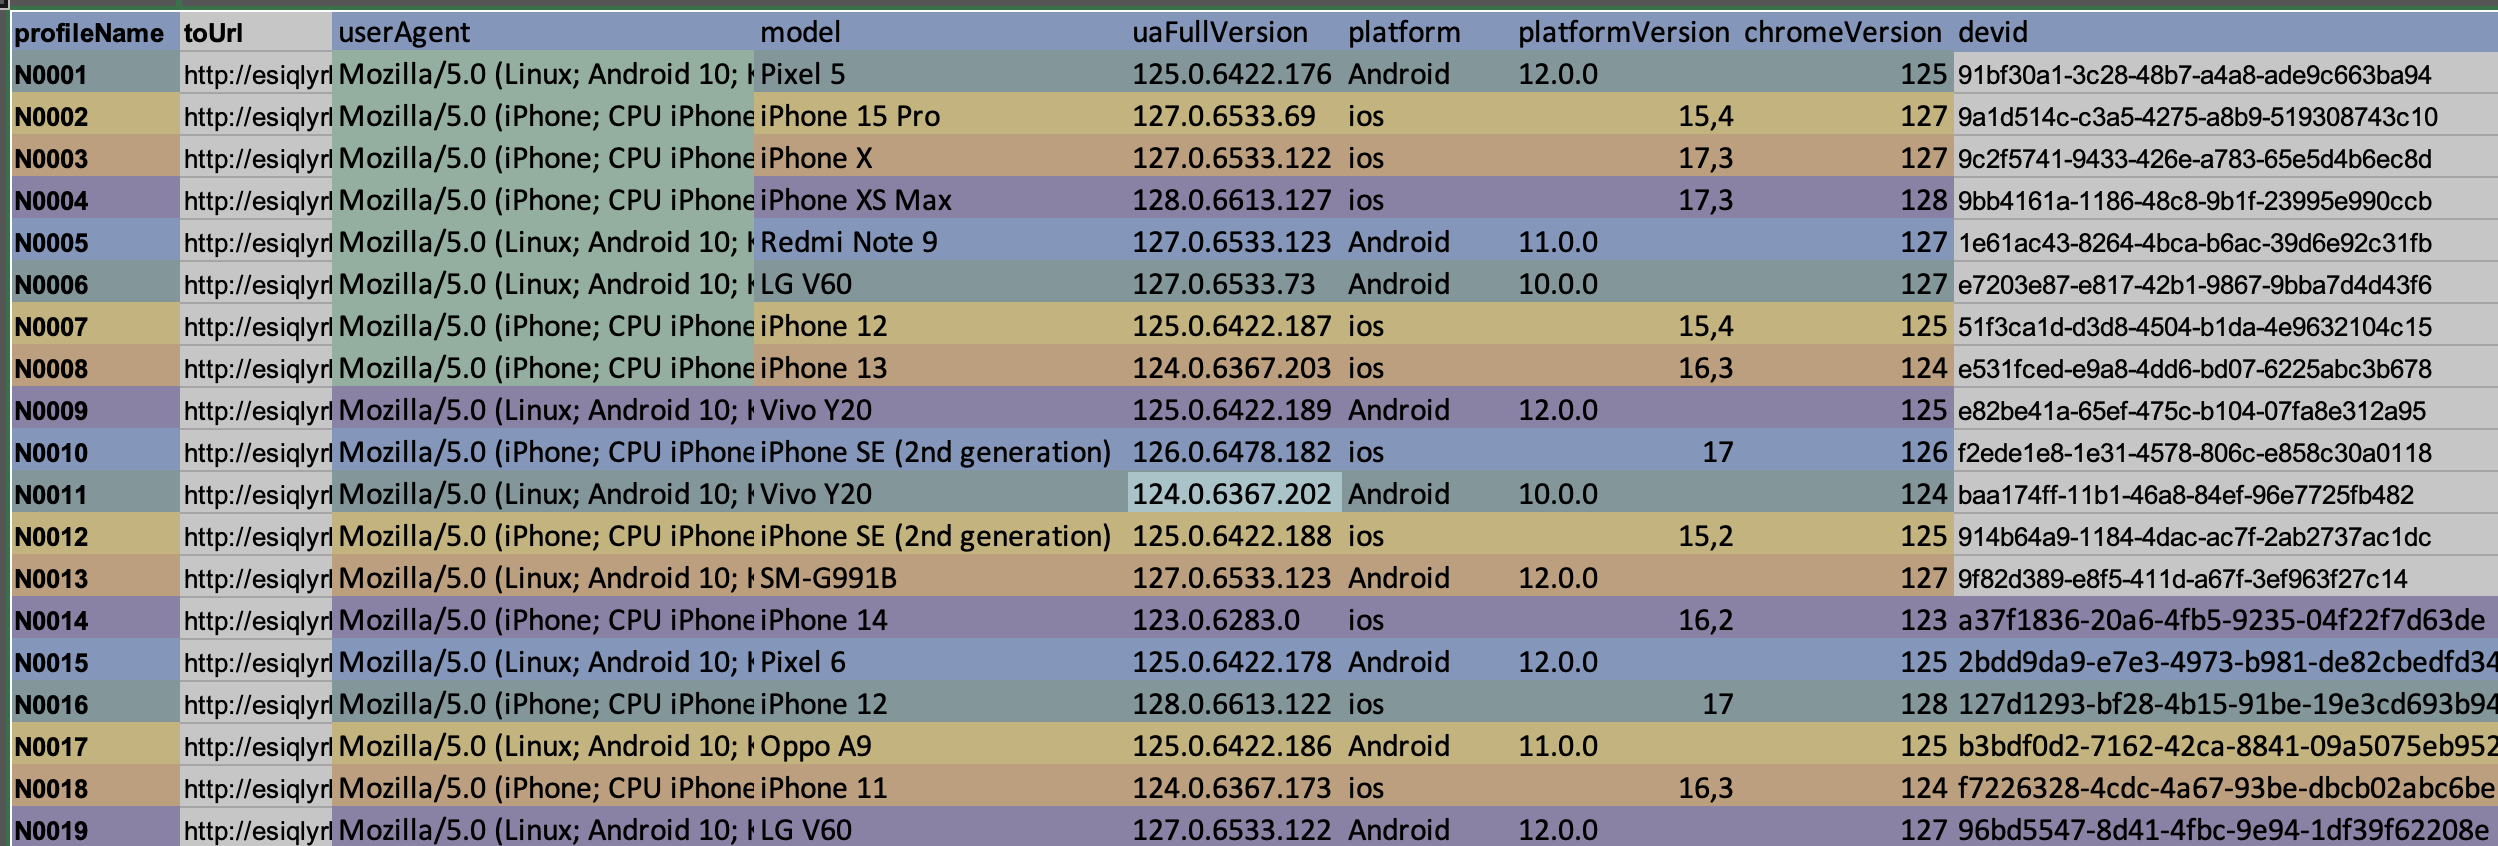 profileName toUrl userAgent model uaFullVersion platform platformVersion chromeVersion devid
N0001 http://esiqlyrl Mozilla/5.0 (Linux; Android 10; K Pixel 5 125.0.6422.176 Android 12.0.0 125 91bf30a1-3c28-48b7-a4a8-ade9c663ba94
N0002 http://esiqlyrl Mozilla/5.0 (iPhone; CPU iPhone iPhone 15 Pro 127.0.6533.69 ios 15,4 127 9a1d514c-c3a5-4275-a8b9-519308743c10
N0003 http://esiqlyrl Mozilla/5.0 (iPhone; CPU iPhone iPhone X 127.0.6533.122 ios 17,3 127 9c2f5741-9433-426e-a783-65e5d4b6ec8d
N0004 http://esiqlyrl Mozilla/5.0 (iPhone; CPU iPhone iPhone XS Max 128.0.6613.127 ios 17,3 128 9bb4161a-1186-48c8-9b1f-23995e990ccb
N0005 http://esiqlyrl Mozilla/5.0 (Linux; Android 10; K Redmi Note 9 127.0.6533.123 Android 11.0.0 127 1e61ac43-8264-4bca-b6ac-39d6e92c31fb
N0006 http://esiqlyrl Mozilla/5.0 (Linux; Android 10; K LG V60 127.0.6533.73 Android 10.0.0 127 e7203e87-e817-42b1-9867-9bba7d4d43f6
N0007 http://esiqlyrl Mozilla/5.0 (iPhone; CPU iPhone iPhone 12 125.0.6422.187 ios 15,4 125 51f3ca1d-d3d8-4504-b1da-4e9632104c15
N0008 http://esiqlyrl Mozilla/5.0 (iPhone; CPU iPhone iPhone 13 124.0.6367.203 ios 16,3 124 e531fced-e9a8-4dd6-bd07-6225abc3b678
N0009 http://esiqlyrl Mozilla/5.0 (Linux; Android 10; K Vivo Y20 125.0.6422.189 Android 12.0.0 125 e82be41a-65ef-475c-b104-07fa8e312a95
N0010 http://esiqlyrl Mozilla/5.0 (iPhone; CPU iPhone iPhone SE (2nd generation) 126.0.6478.182 ios 17 126 f2ede1e8-1e31-4578-806c-e858c30a0118
N0011 http://esiqlyrl Mozilla/5.0 (Linux; Android 10; K Vivo Y20 124.0.6367.202 Android 10.0.0 124 baa174ff-11b1-46a8-84ef-96e7725fb482
N0012 http://esiqlyrl Mozilla/5.0 (iPhone; CPU iPhone iPhone SE (2nd generation) 125.0.6422.188 ios 15,2 125 914b64a9-1184-4dac-ac7f-2ab2737ac1dc
N0013 http://esiqlyrl Mozilla/5.0 (Linux; Android 10; K SM-G991B 127.0.6533.123 Android 12.0.0 127 9f82d389-e8f5-411d-a67f-3ef963f27c14
N0014 http://esiqlyrl Mozilla/5.0 (iPhone; CPU iPhone iPhone 14 123.0.6283.0 ios 16,2 123 a37f1836-20a6-4fb5-9235-04f22f7d63de
N0015 http://esiqlyrl Mozilla/5.0 (Linux; Android 10; K Pixel 6 125.0.6422.178 Android 12.0.0 125 2bdd9da9-e7e3-4973-b981-de82cbedfd34
N0016 http://esiqlyrl Mozilla/5.0 (iPhone; CPU iPhone iPhone 12 128.0.6613.122 ios 17 128 127d1293-bf28-4b15-91be-19e3cd693b94
N0017 http://esiqlyrl Mozilla/5.0 (Linux; Android 10; K Oppo A9 125.0.6422.186 Android 11.0.0 125 b3bdf0d2-7162-42ca-8841-09a5075eb952
N0018 http://esiqlyrl Mozilla/5.0 (iPhone; CPU iPhone iPhone 11 124.0.6367.173 ios 16,3 124 f7226328-4cdc-4a67-93be-dbcb02abc6be
N0019 http://esiqlyrl Mozilla/5.0 (Linux; Android 10; K LG V60 127.0.6533.122 Android 12.0.0 127 96bd5547-8d41-4fbc-9e94-1df39f62208e